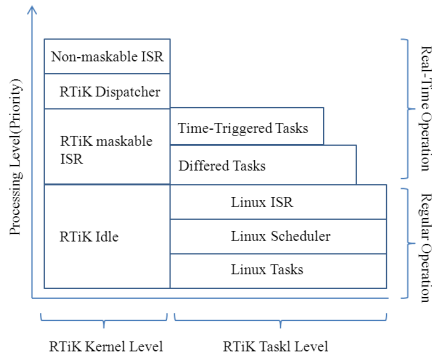 Non-maskable ISR
RTiK Dispatcher
RTiK maskable
ISR
Time-Triggered Tasks
Differed Tasks
RTiK Idle
Linux ISR
Linux Scheduler
Linux Tasks
Processing Level(Priority)
Real-Time Operation
Regular Operation
RTiK Kernel Level
RTiK Taskl Level